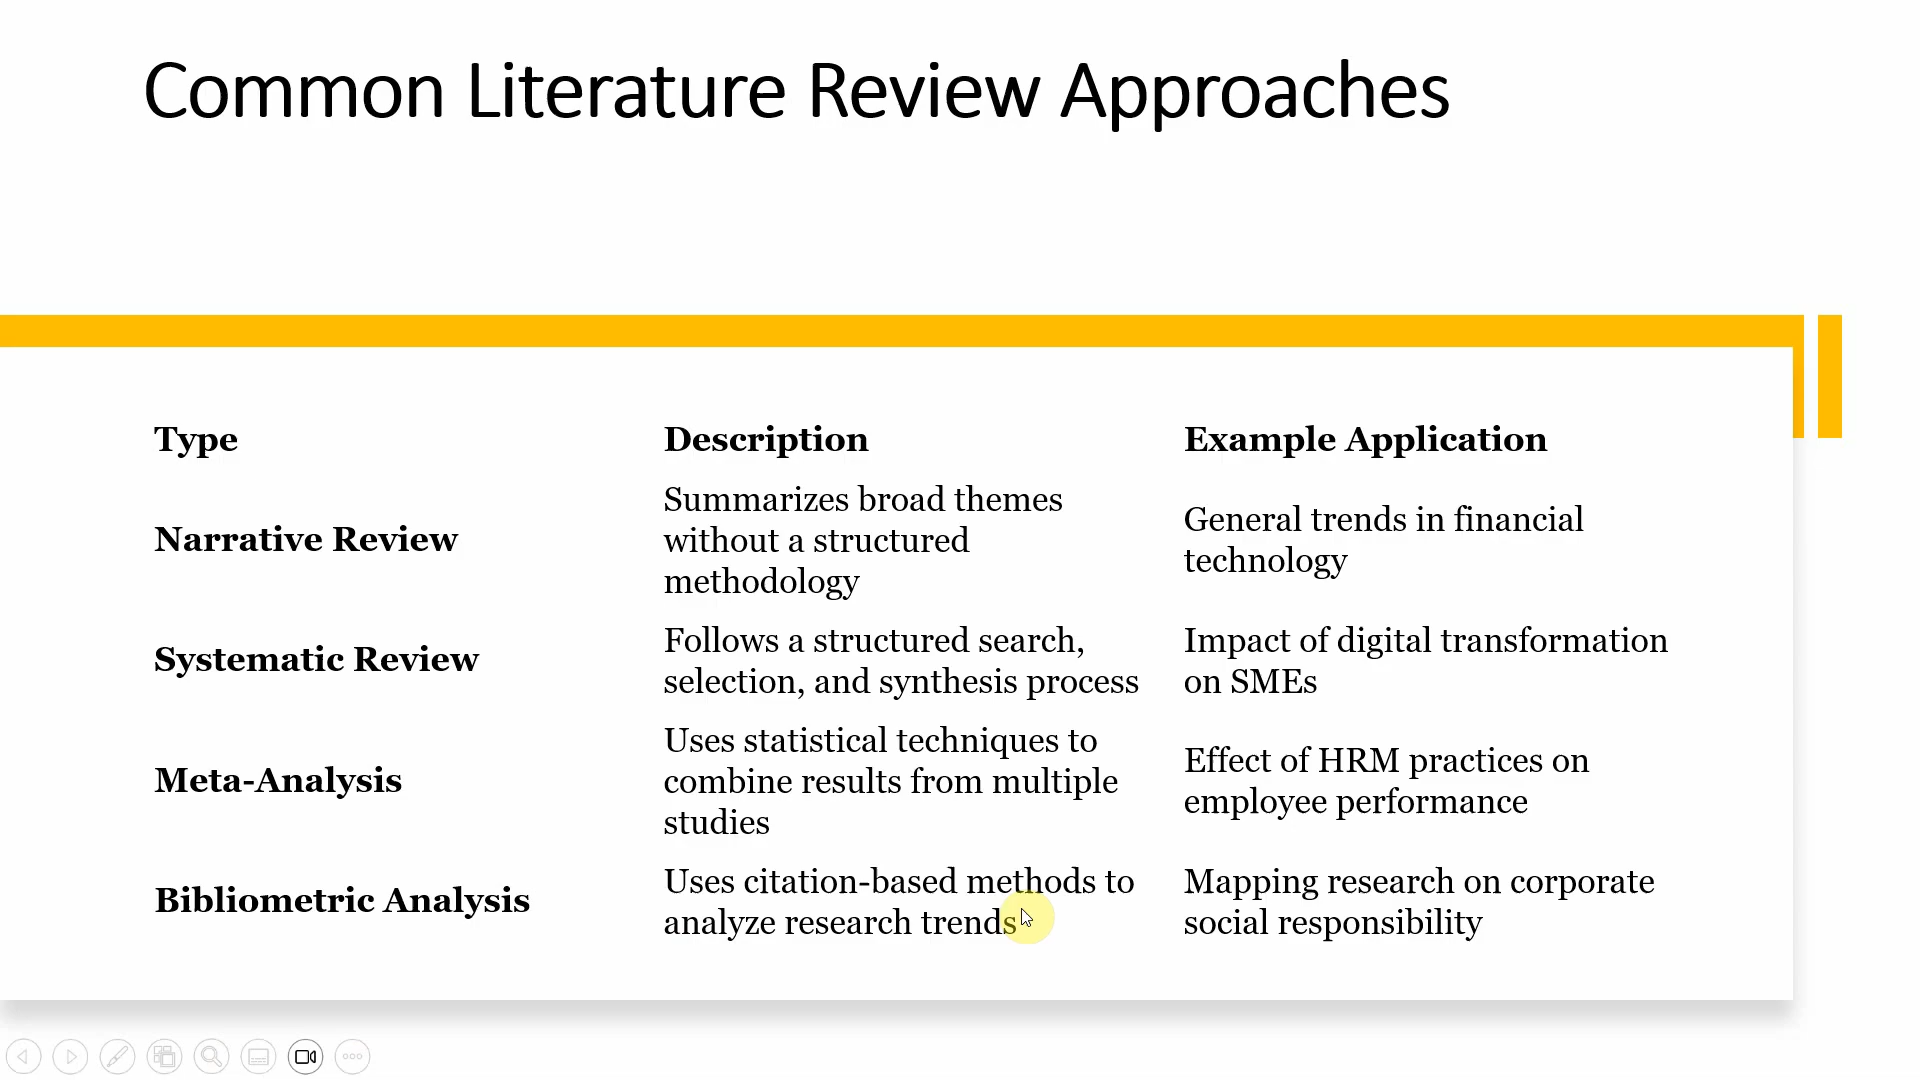 Common Literature Review Approaches
Type
Description
Example Application
Narrative Review
Summarizes broad themes
without a structured
methodology
General trends in financial
technology
Systematic Review
Follows a structured search,
selection, and synthesis process
Impact of digital transformation
on SMEs
Meta-Analysis
Uses statistical techniques to
combine results from multiple
studies
Effect of HRM practices on
employee performance
Bibliometric Analysis
Uses citation-based methods to
analyze research trends
Mapping research on corporate
social responsibility